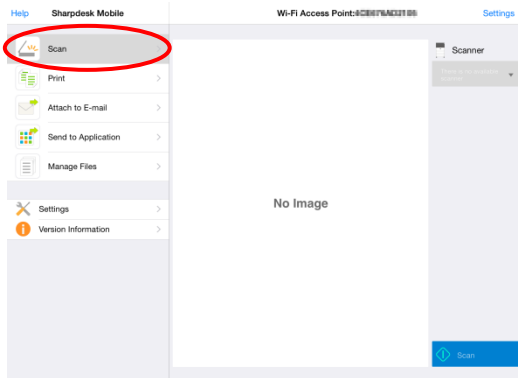 Help Sharpdesk Mobile Wi-Fi Access Point: Settings
Scan
Scanner
Print
Attach to E-mail
Send to Application
Manage Files
No Image
Settings
Version Information
Scan